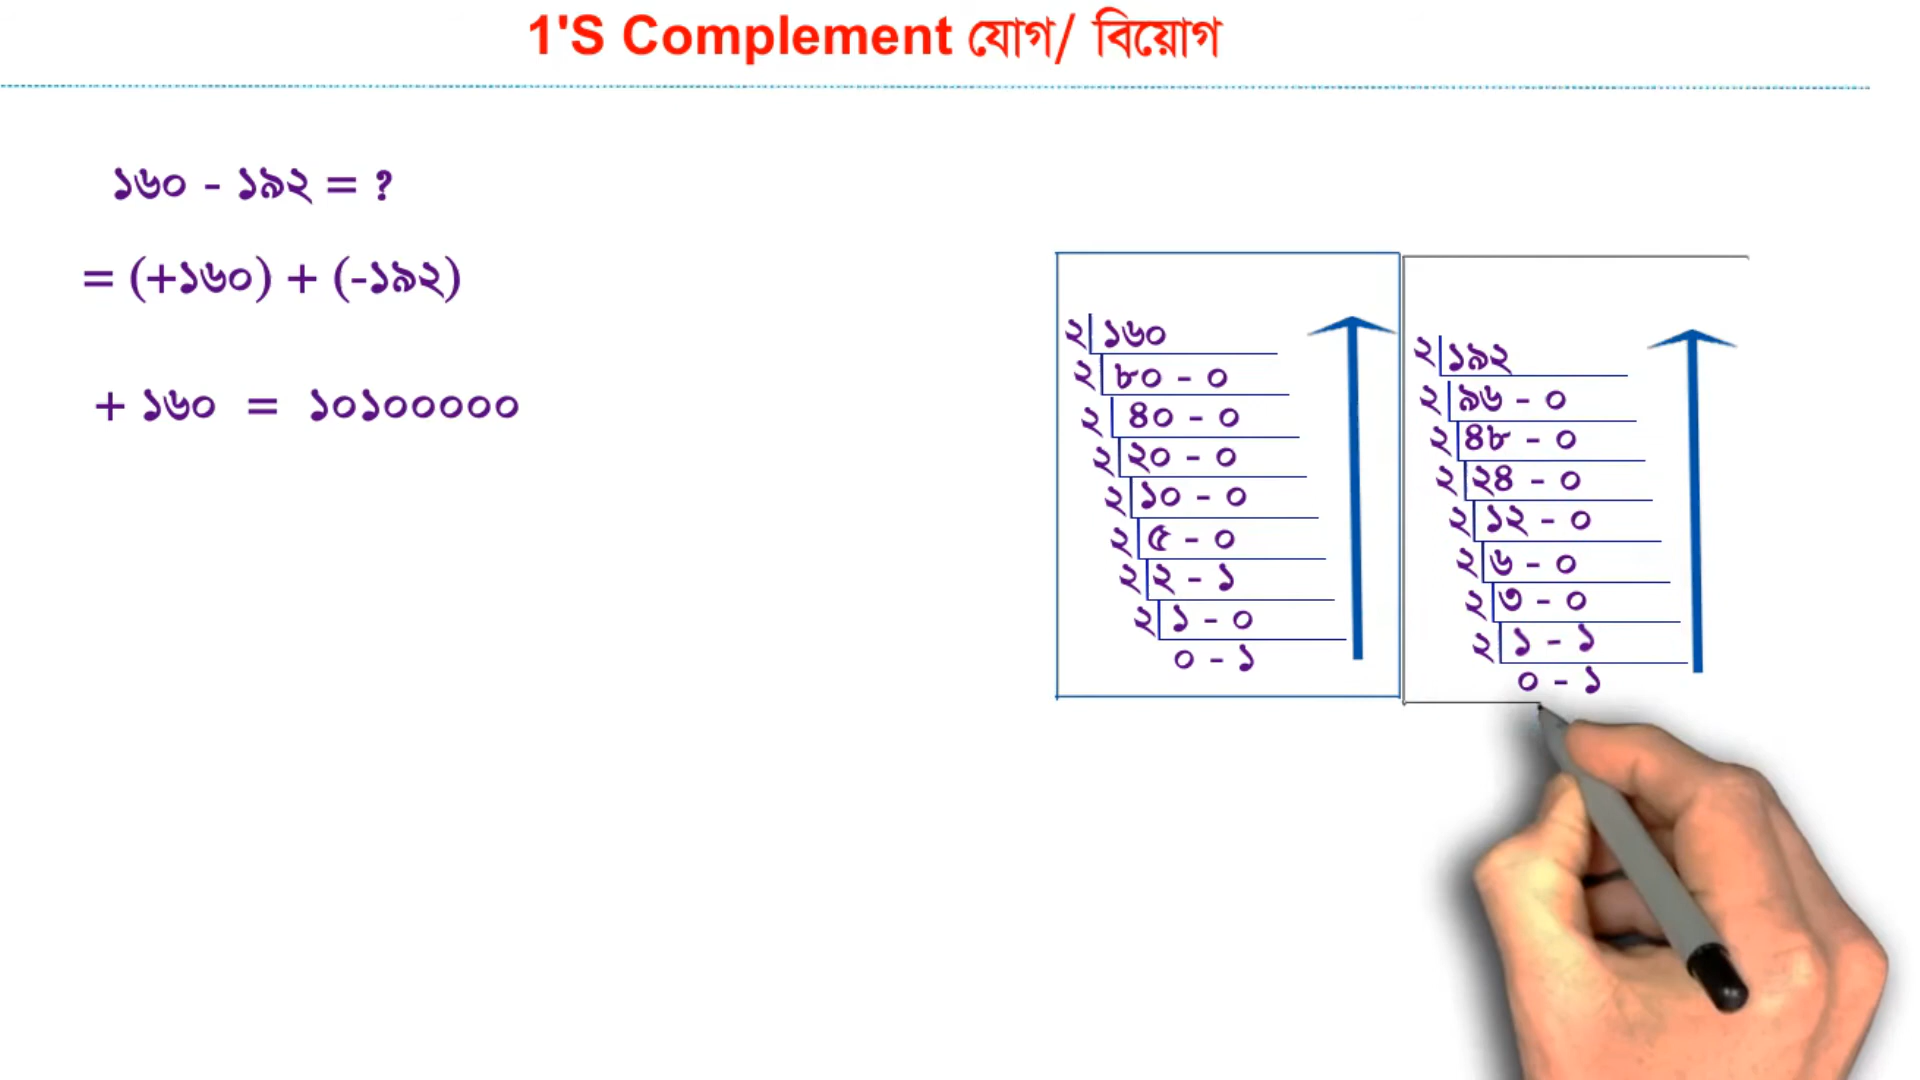 1'S Complement যোগ/ বিয়োগ
১৬০ - ১৯২ = ?
= (+১৬০) + (-১৯২)
+ ১৬০ = ১০১০০০০০
২ ১৬০
২ ৮০ - ০
২ ৪০ - ০
২ ২০ - ০
২ ১০ - ০
২ ৫ - ০
২ ২ - ১
২ ১ - ০
০ - ১
২ ১৯২
২ ৯৬ - ০
২ ৪৮ - ০
২ ২৪ - ০
২ ১২ - ০
২ ৬ - ০
২ ৩ - ০
২ ১ - ১
০ - ১